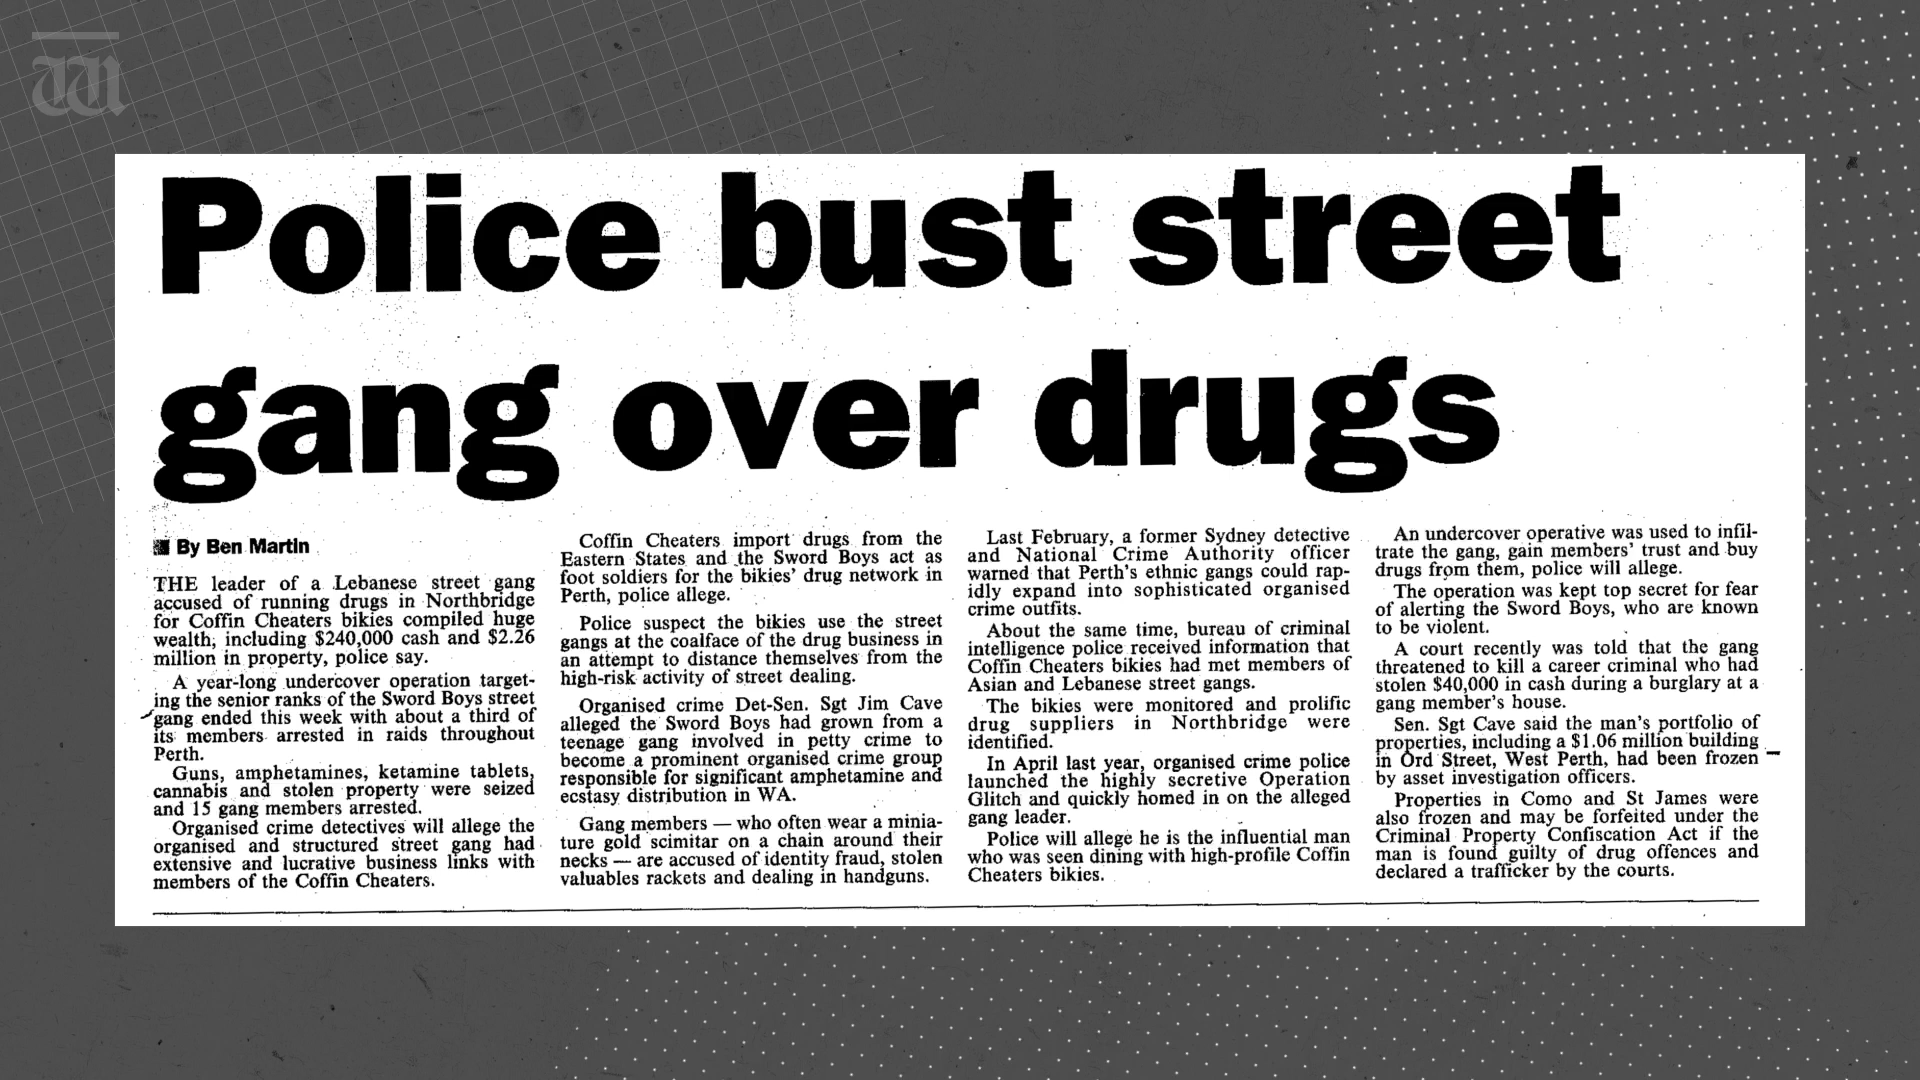 W
Police bust street
gang over drugs
By Ben Martin
THE leader of a Lebanese street gang
accused of running drugs in Northbridge
for Coffin Cheaters bikies compiled huge
wealth, including $240,000 cash and $2.26
million in property, police say.
A year-long undercover operation target-
ing the senior ranks of the Sword Boys street
gang ended this week with about a third of
its members arrested in raids throughout
Perth.
Guns, amphetamines, ketamine tablets,
cannabis and stolen property were seized
and 15 gang members arrested.
Organised crime detectives will allege the
organised and structured street gang had
extensive and lucrative business links with
members of the Coffin Cheaters.
Coffin Cheaters import drugs from the
Eastern States and the Sword Boys act as
foot soldiers for the bikies' drug network in
Perth, police allege.
Police suspect the bikies use the street
gangs at the coalface of the drug business in
an attempt to distance themselves from the
high-risk activity of street dealing.
Organised crime Det-Sen. Sgt Jim Cave
alleged the Sword Boys had grown from a
teenage gang involved in petty crime to
become a prominent organised crime group
responsible for significant amphetamine and
ecstasy distribution in WA.
Gang members — who often wear a minia-
ture gold scimitar on a chain around their
necks — are accused of identity fraud, stolen
valuables rackets and dealing in handguns.
Last February, a former Sydney detective
and National Crime Authority officer
warned that Perth's ethnic gangs could rap-
idly expand into sophisticated organised
crime outfits.
About the same time, bureau of criminal
intelligence police received information that
Coffin Cheaters bikies had met members of
Asian and Lebanese street gangs.
The bikies were monitored and prolific
drug suppliers in Northbridge were
identified.
In April last year, organised crime police
launched the highly secretive Operation
Glitch and quickly homed in on the alleged
gang leader.
Police will allege he is the influential man
who was seen dining with high-profile Coffin
Cheaters bikies.
An undercover operative was used to infil-
trate the gang, gain members' trust and buy
drugs from them, police will allege.
The operation was kept top secret for fear
of alerting the Sword Boys, who are known
to be violent.
A court recently was told that the gang
threatened to kill a career criminal who had
stolen $40,000 in cash during a burglary at a
gang member's house.
Sen. Sgt Cave said the man's portfolio of
properties, including a $1.06 million building
in Ord Street, West Perth, had been frozen
by asset investigation officers.
Properties in Como and St James were
also frozen and may be forfeited under the
Criminal Property Confiscation Act if the
man is found guilty of drug offences and
declared a trafficker by the courts.